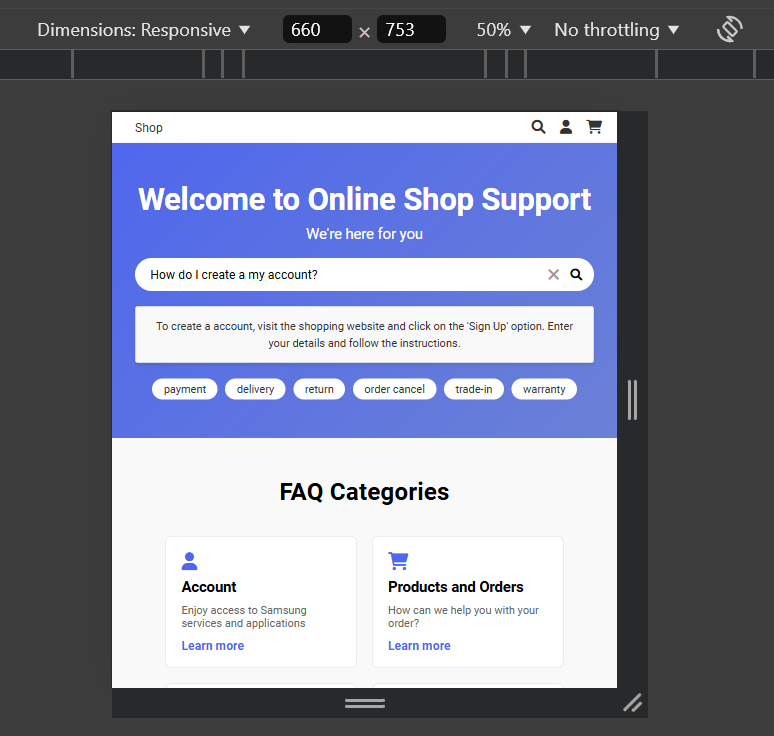 Dimensions: Responsive ▼ 660 × 753 50% ▼ No throttling ▼
Shop
Welcome to Online Shop Support
We're here for you
How do I create a my account?
To create a account, visit the shopping website and click on the 'Sign Up' option. Enter
your details and follow the instructions.
payment delivery return order cancel trade-in warranty
FAQ Categories
Account
Enjoy access to Samsung
services and applications
Learn more
Products and Orders
How can we help you with your
order?
Learn more